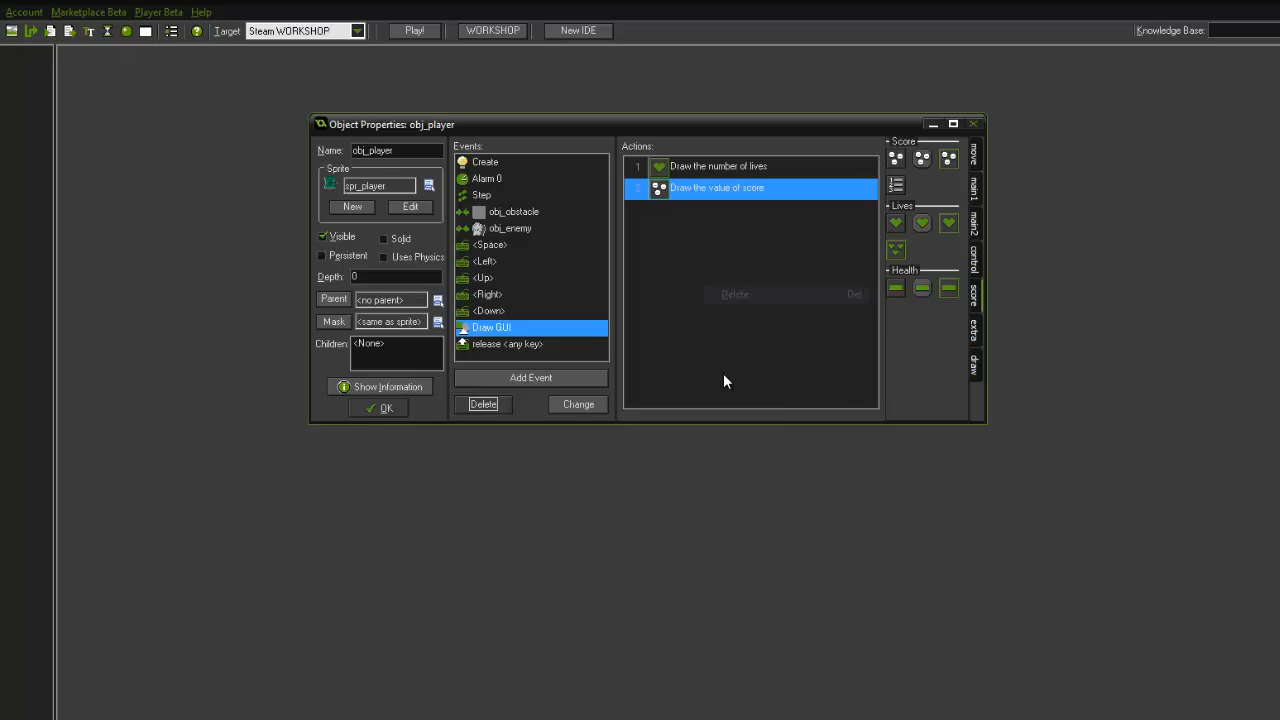 Account Marketplace Beta Player Beta Help
Target Steam WORKSHOP Play! WORKSHOP New IDE Knowledge Base:
Object Properties: obj_player
Name: obj_player
Sprite
spr_player
New Edit
Visible Solid
Persistent Uses Physics
Depth: 0
Parent <no parent>
Mask <same as sprite>
Children: <None>
Show Information
OK
Events:
Create
Alarm 0
Step
obj_obstacle
obj_enemy
<Space>
<Left>
<Up>
<Right>
<Down>
Draw GUI
release <any key>
Add Event
Delete Change
Actions:
1 Draw the number of lives
2 Draw the value of score
Delete Del
Score
Lives
Health
move
main1
main2
control
score
extra
draw